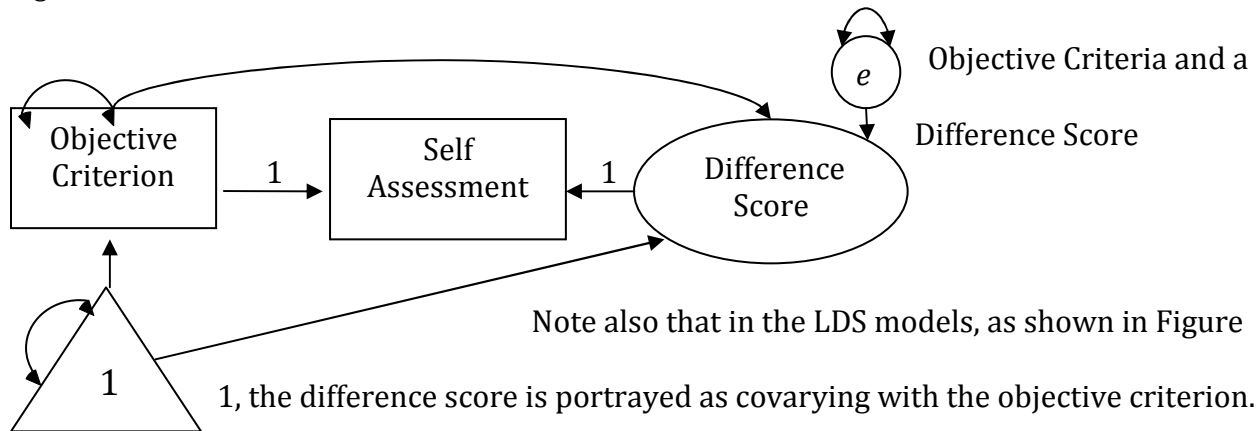 e Objective Criteria and a
Objective
Criterion
Self
Assessment
Difference
Score
Difference Score
1
1
Note also that in the LDS models, as shown in Figure
1
1, the difference score is portrayed as covarying with the objective criterion.